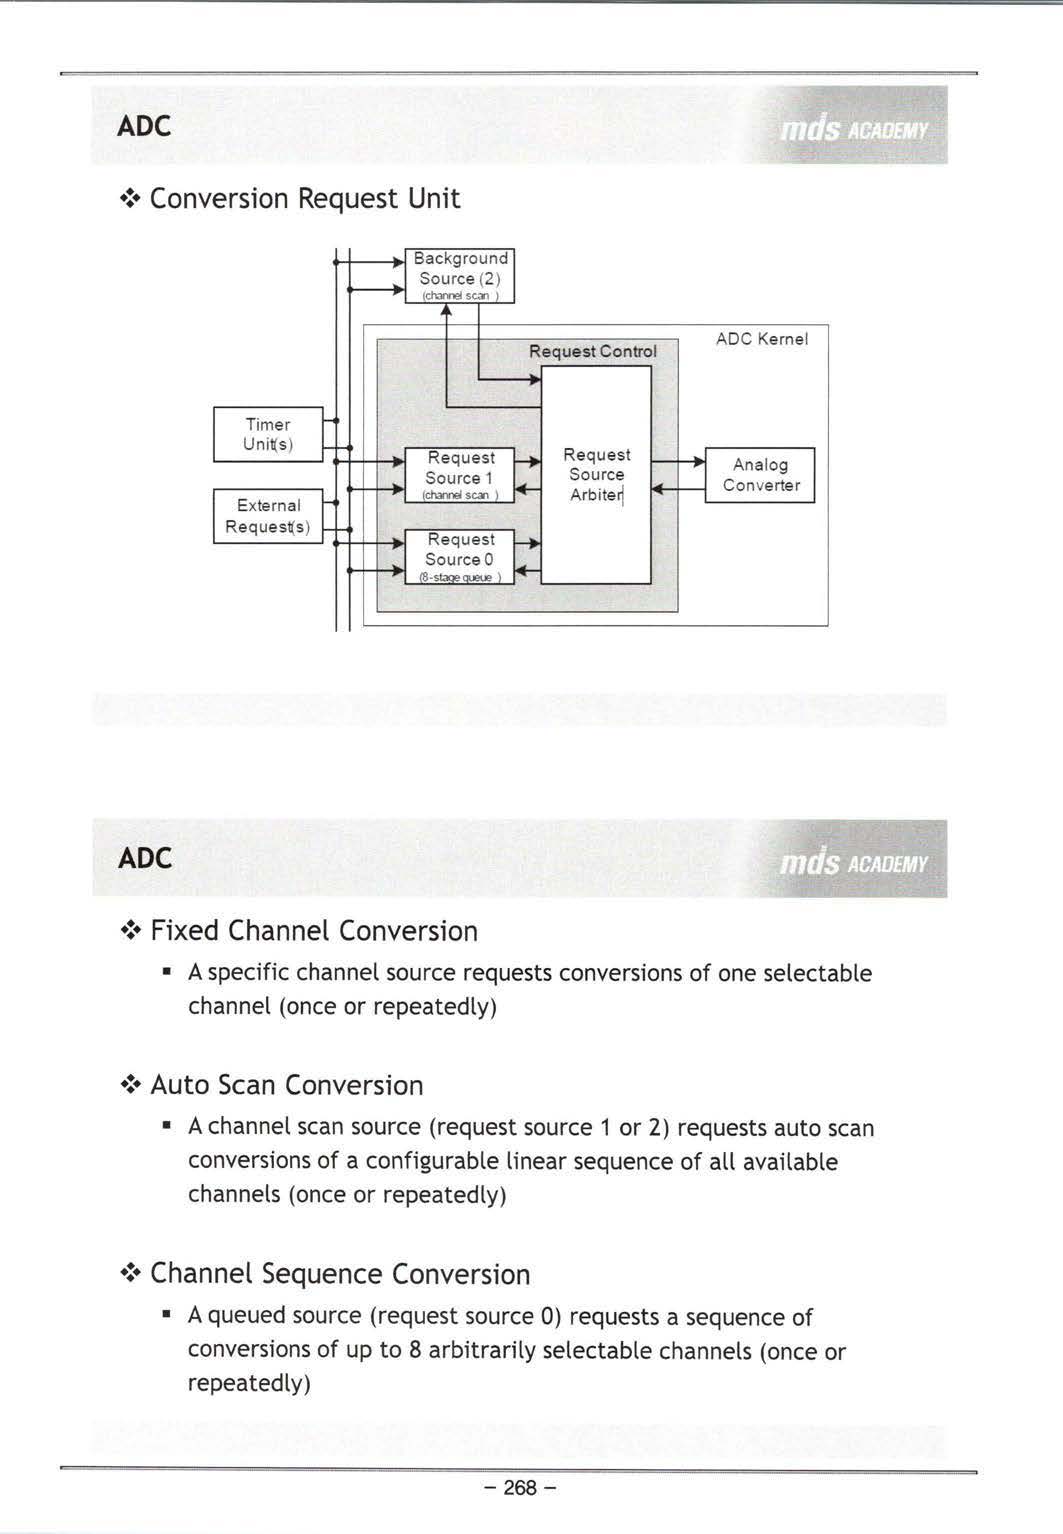 ADC
mds ACADEMY
❖ Conversion Request Unit
Background
Source (2)
(channel scan )
ADC Kernel
Request Control
Timer
Unit(s)
Request
Source 1
(channel scan )
Request
Source
Arbiter
Analog
Converter
External
Request(s)
Request
Source 0
(8-stage queue )
ADC
mds ACADEMY
❖ Fixed Channel Conversion
▪ A specific channel source requests conversions of one selectable
channel (once or repeatedly)
❖ Auto Scan Conversion
▪ A channel scan source (request source 1 or 2) requests auto scan
conversions of a configurable linear sequence of all available
channels (once or repeatedly)
❖ Channel Sequence Conversion
▪ A queued source (request source 0) requests a sequence of
conversions of up to 8 arbitrarily selectable channels (once or
repeatedly)
– 268 –